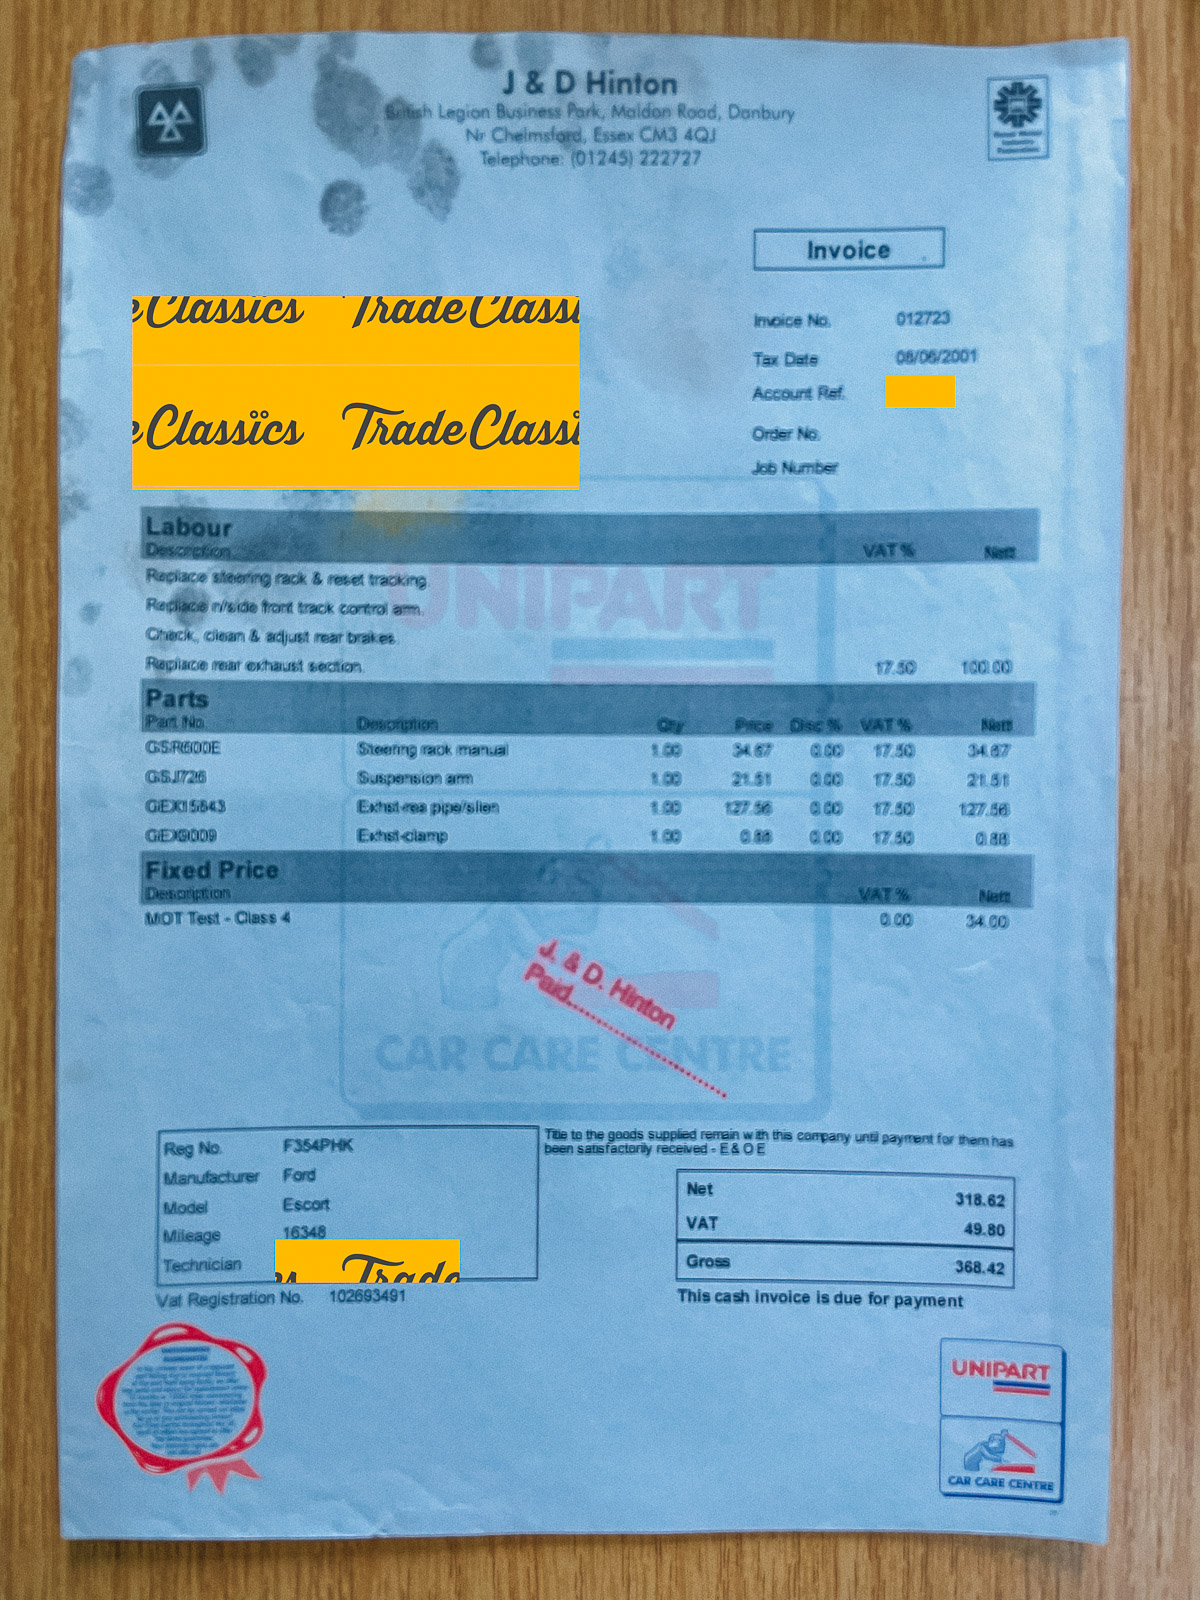 J & D Hinton
British Legion Business Park, Maldon Road, Danbury
Nr Chelmsford, Essex CM3 4QJ
Telephone: (01245) 222727
Invoice
e Classics Trade Classi
e Classics Trade Classi
Invoice No. 012723
Tax Date 08/06/2001
Account Ref.
Order No.
Job Number
Labour
Description VAT % Nett
Replace steering rack & reset tracking.
Replace n/side front track control arm.
Check, clean & adjust rear brakes.
Replace rear exhaust section. 17.50 100.00
UNIPART
Parts
Part No. Description Qty Price Disc % VAT % Nett
GSR600E Steering rack manual 1.00 34.67 0.00 17.50 34.67
GSJ726 Suspension arm 1.00 21.51 0.00 17.50 21.51
GEX15843 Exhst-rea pipe/silen 1.00 127.56 0.00 17.50 127.56
GEX9009 Exhst-clamp 1.00 0.88 0.00 17.50 0.88
Fixed Price
Description VAT % Nett
MOT Test - Class 4 0.00 34.00
J. & D. Hinton
Paid
CAR CARE CENTRE
Reg No. F354PHK
Manufacturer Ford
Model Escort
Mileage 16348
Technician
Trade
Vat Registration No. 102693491
Title to the goods supplied remain with this company until payment for them has
been satisfactorily received - E & O E
Net 318.62
VAT 49.80
Gross 368.42
This cash invoice is due for payment
UNIPART
CAR CARE CENTRE